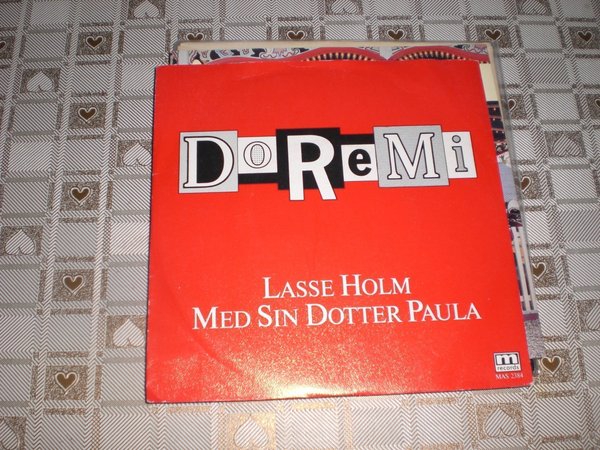 DoReMi
LASSE HOLM
MED SIN DOTTER PAULA
m
records
MAS 2384